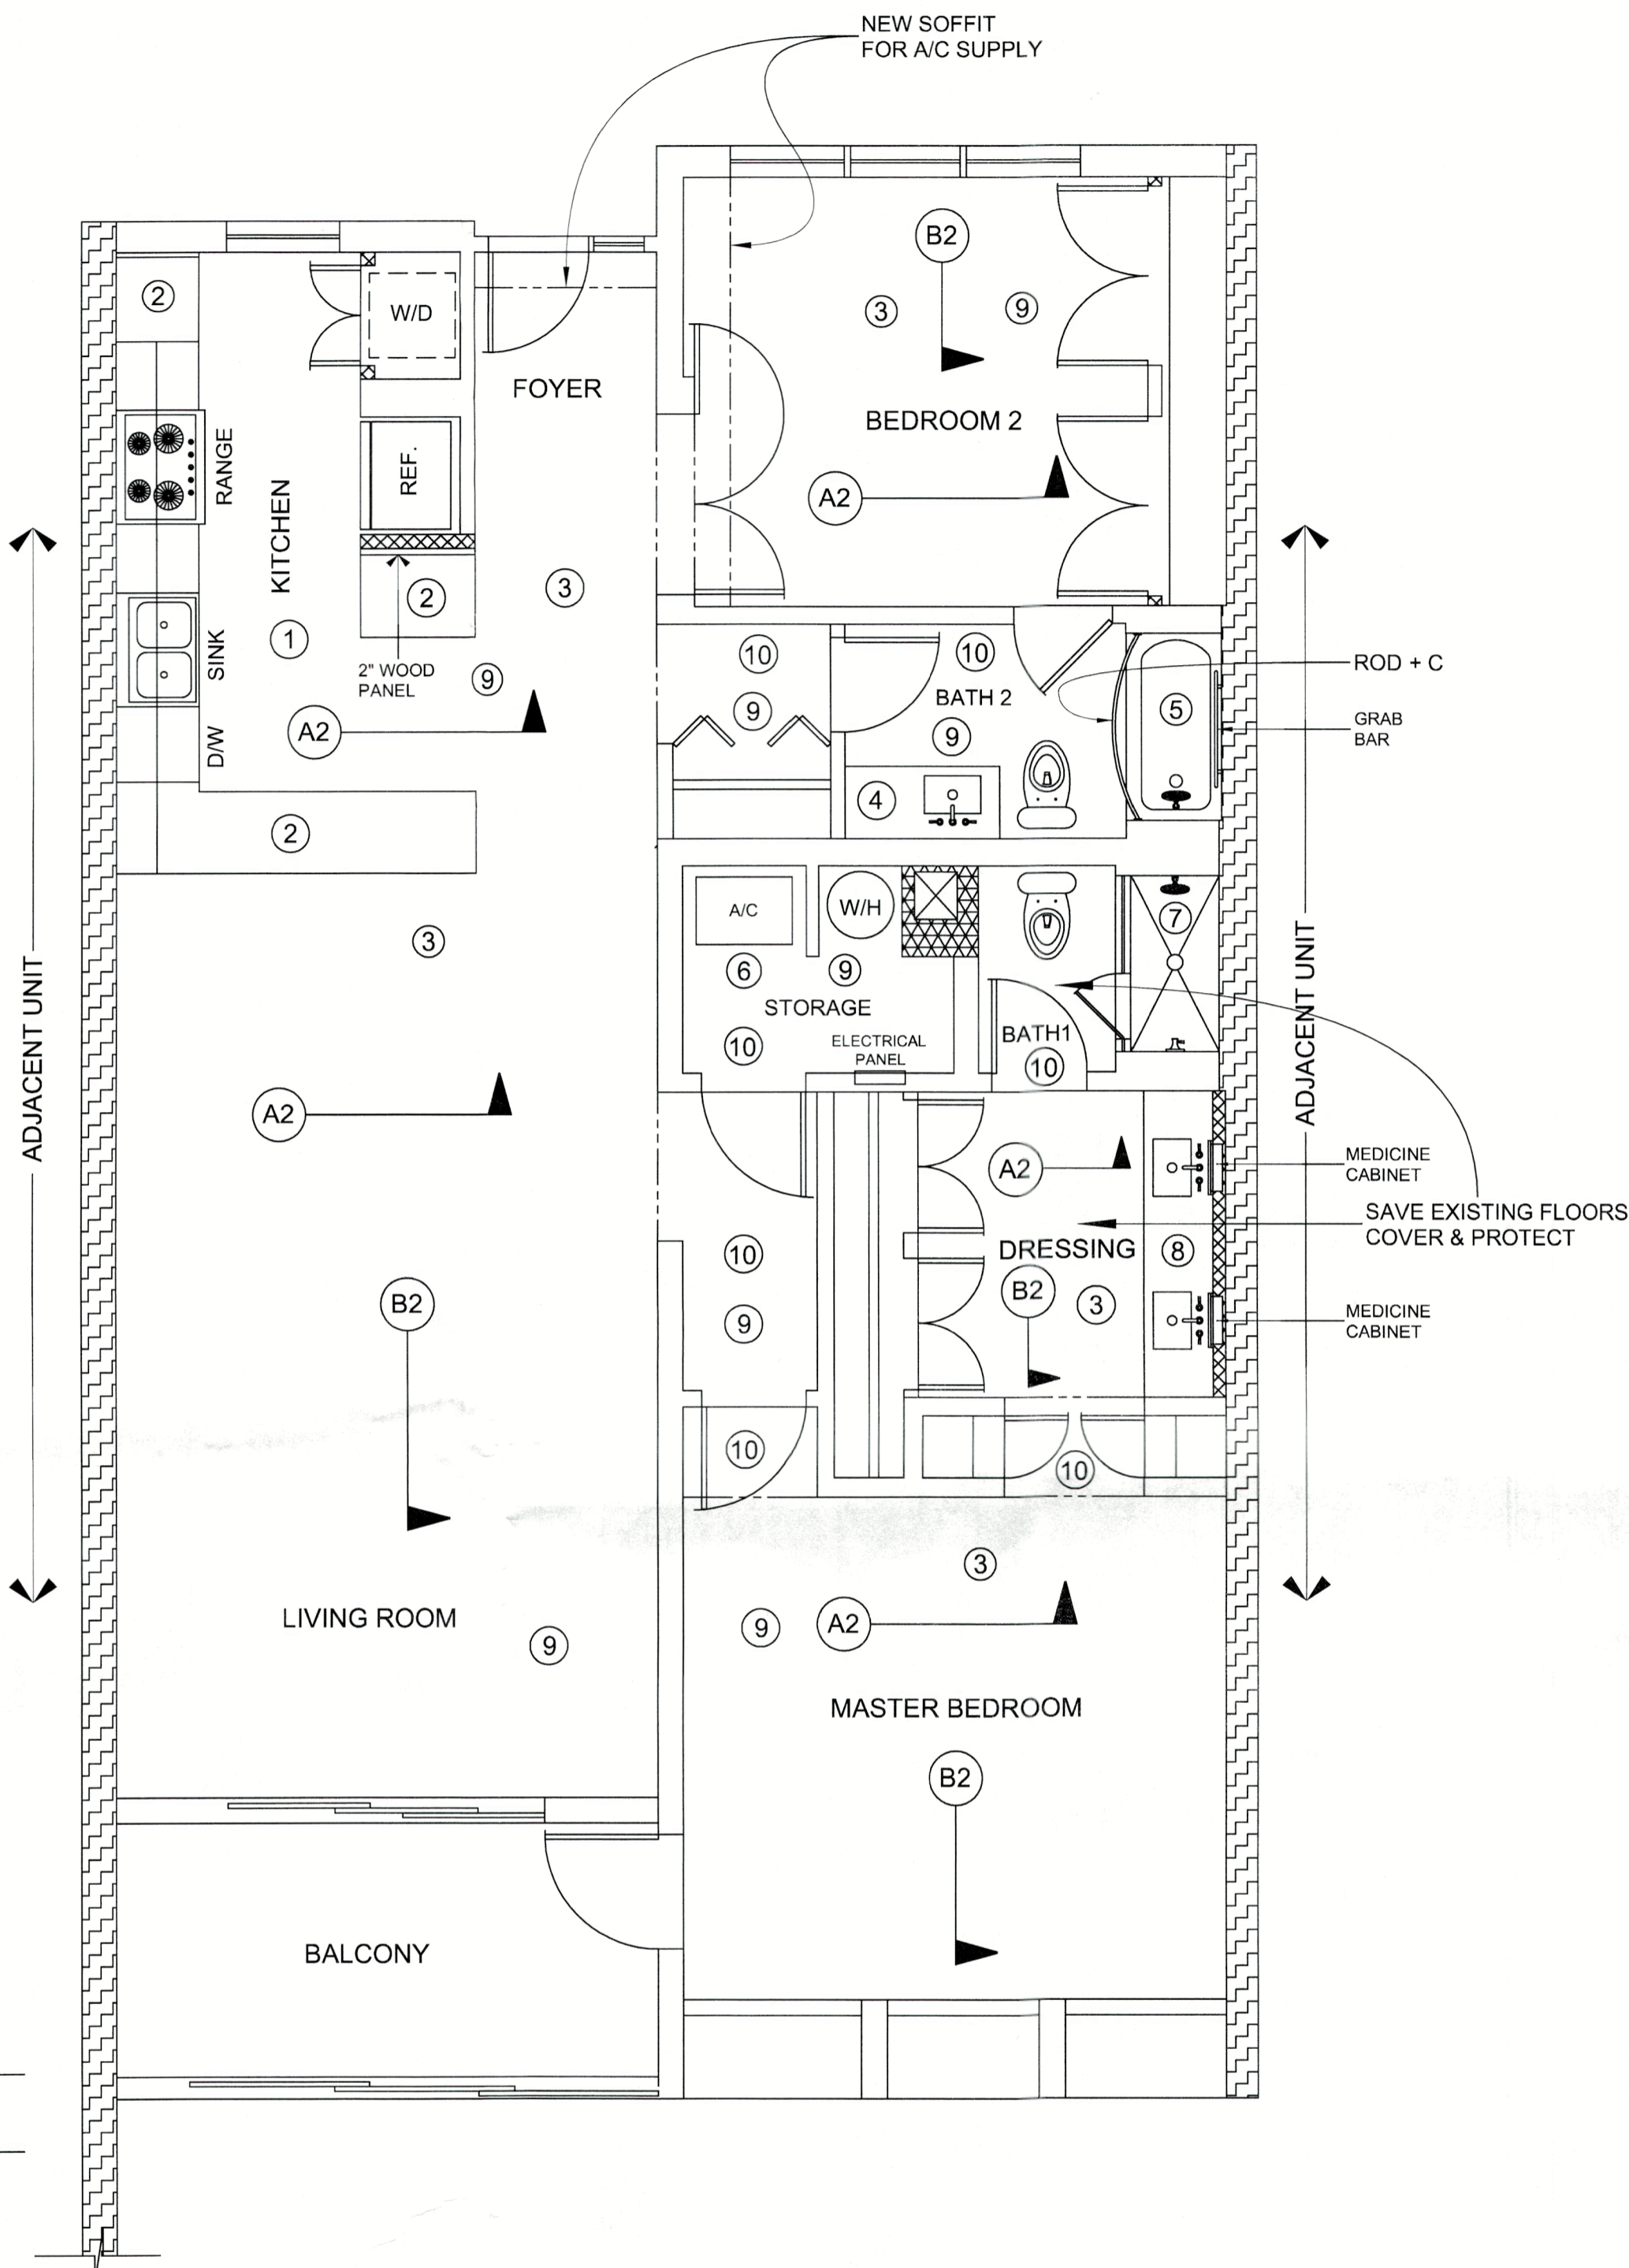 NEW SOFFIT
FOR A/C SUPPLY
B2
2
W/D
3
9
FOYER
BEDROOM 2
RANGE
REF.
KITCHEN
A2
3
2
1
SINK
2" WOOD
PANEL
9
10
10
ROD + C
BATH 2
9
5
9
GRAB
BAR
A2
D/W
4
2
A/C
W/H
7
3
6
9
STORAGE
ADJACENT UNIT
ADJACENT UNIT
10
ELECTRICAL
PANEL
BATH1
10
A2
A2
MEDICINE
CABINET
SAVE EXISTING FLOORS
COVER & PROTECT
10
DRESSING
8
B2
B2
3
9
MEDICINE
CABINET
10
10
3
LIVING ROOM
9
9
A2
MASTER BEDROOM
B2
BALCONY